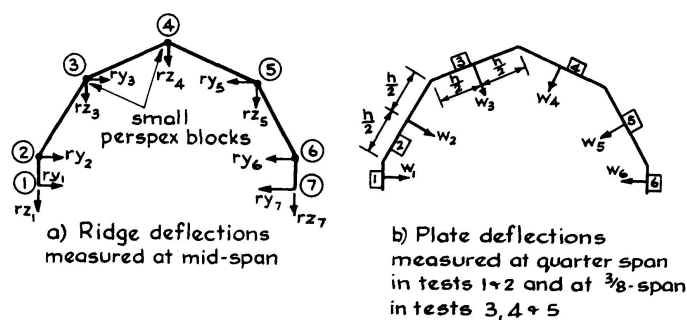 ④
③
ry₃
rz₃
rz₄
ry₅
⑤
rz₅
small
perspex blocks
②
ry₂
ry₆
⑥
①
ry₁
rz₁
ry₇
⑦
rz₇
a) Ridge deflections
measured at mid-span
3
h/2
h/2
w₃
4
w₄
h/2
h/2
w₂
2
5
w₅
1
w₁
w₆
6
b) Plate deflections
measured at quarter span
in tests 1 & 2 and at 3/8-span
in tests 3, 4 & 5